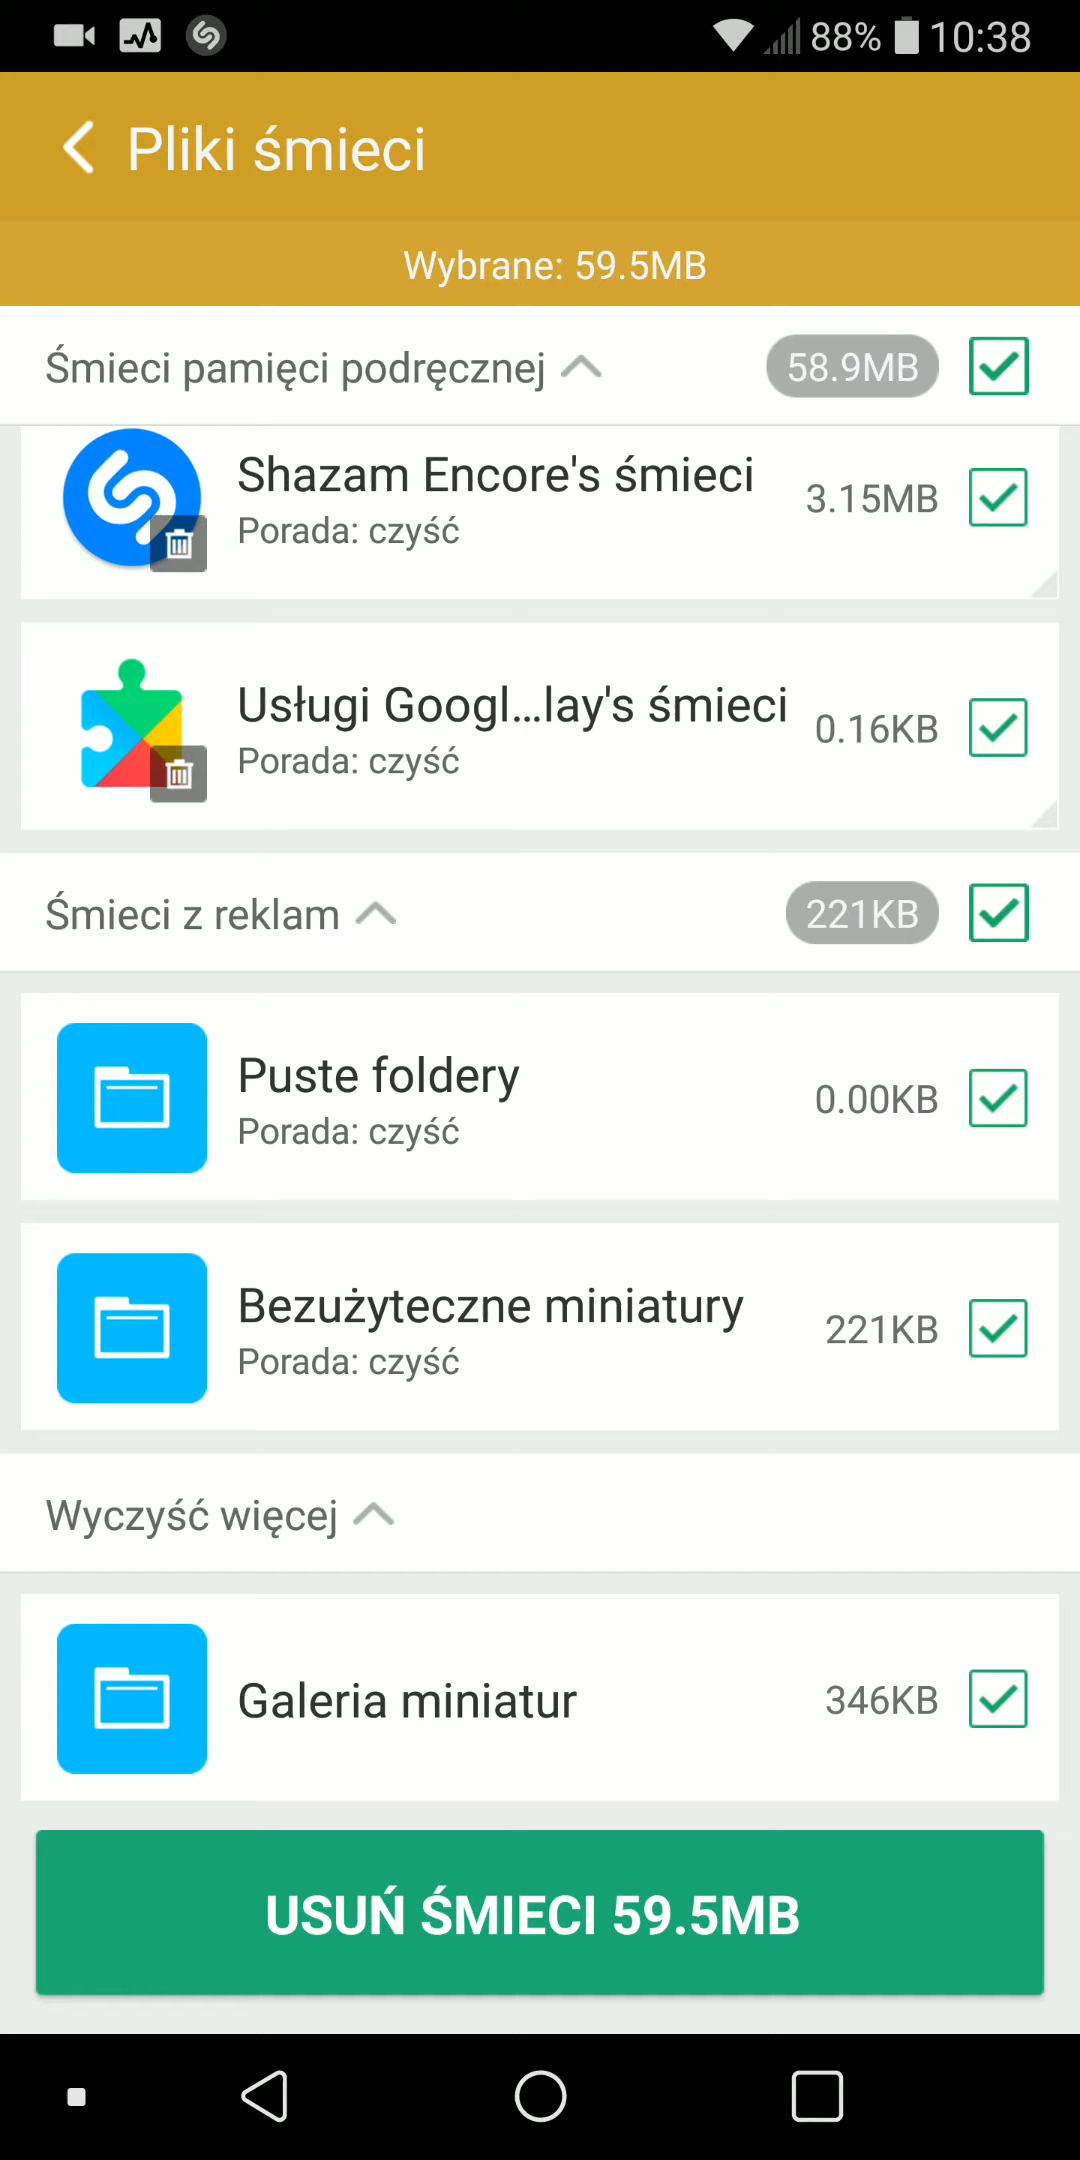 88% 10:38
Pliki śmieci
Wybrane: 59.5MB
Śmieci pamięci podręcznej 58.9MB
Shazam Encore's śmieci 3.15MB
Porada: czyść
Usługi Googl...lay's śmieci 0.16KB
Porada: czyść
Śmieci z reklam 221KB
Puste foldery 0.00KB
Porada: czyść
Bezużyteczne miniatury 221KB
Porada: czyść
Wyczyść więcej
Galeria miniatur 346KB
USUŃ ŚMIECI 59.5MB